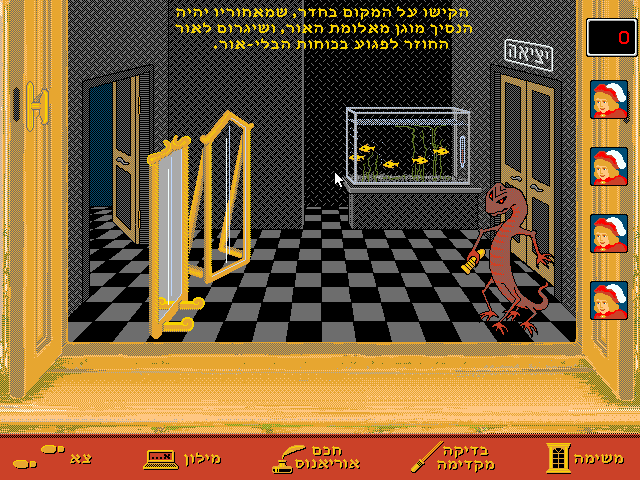 הקישו על המקום בחדר, שמאחוריו יהיה
הנסיך מוגן מאלומת האור, ושיגרום לאור
החוזר לפגוע בכוחות הבלי-אור.
יציאה
0
משימה
בדיקה
מקדימה
חכם
אוריאנוס
מילון
צא